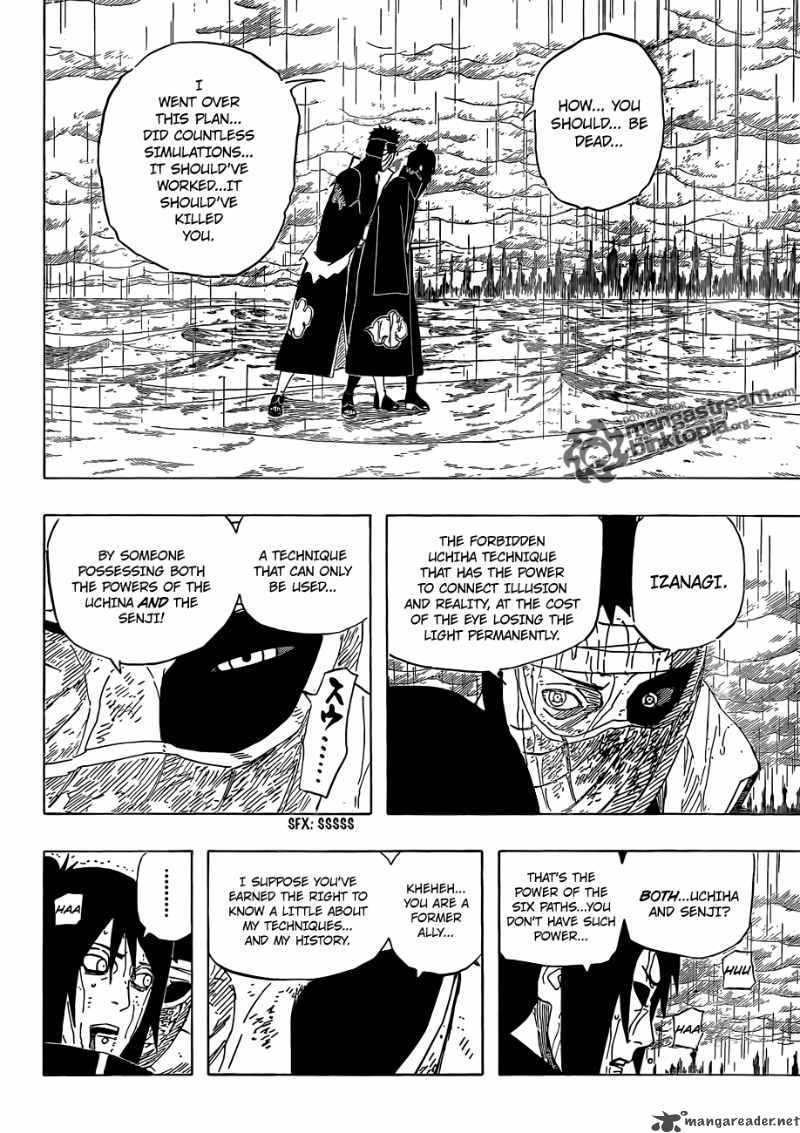 HOW... YOU
SHOULD... BE
DEAD...
I
WENT OVER
THIS PLAN...
DID COUNTLESS
SIMULATIONS...
IT SHOULD'VE
WORKED...IT
SHOULD'VE
KILLED
YOU.
mangastream.com
binktopia.org
IZANAGI.
THE FORBIDDEN
UCHIHA TECHNIQUE
THAT HAS THE POWER
TO CONNECT ILLUSION
AND REALITY, AT THE COST
OF THE EYE LOSING THE
LIGHT PERMANENTLY.
A TECHNIQUE
THAT CAN ONLY
BE USED...
BY SOMEONE
POSSESSING BOTH
THE POWERS OF THE
UCHINA AND THE
SENJI!
スウ......
SFX: SSSSS
BOTH...UCHIHA
AND SENJI?
THAT'S THE
POWER OF THE
SIX PATHS...YOU
DON'T HAVE SUCH
POWER...
HUU
HAA
KHEHEH...
YOU ARE A
FORMER
ALLY...
I SUPPOSE YOU'VE
EARNED THE RIGHT TO
KNOW A LITTLE ABOUT
MY TECHNIQUES...
...AND MY HISTORY.
........
HAA
mangareader.net